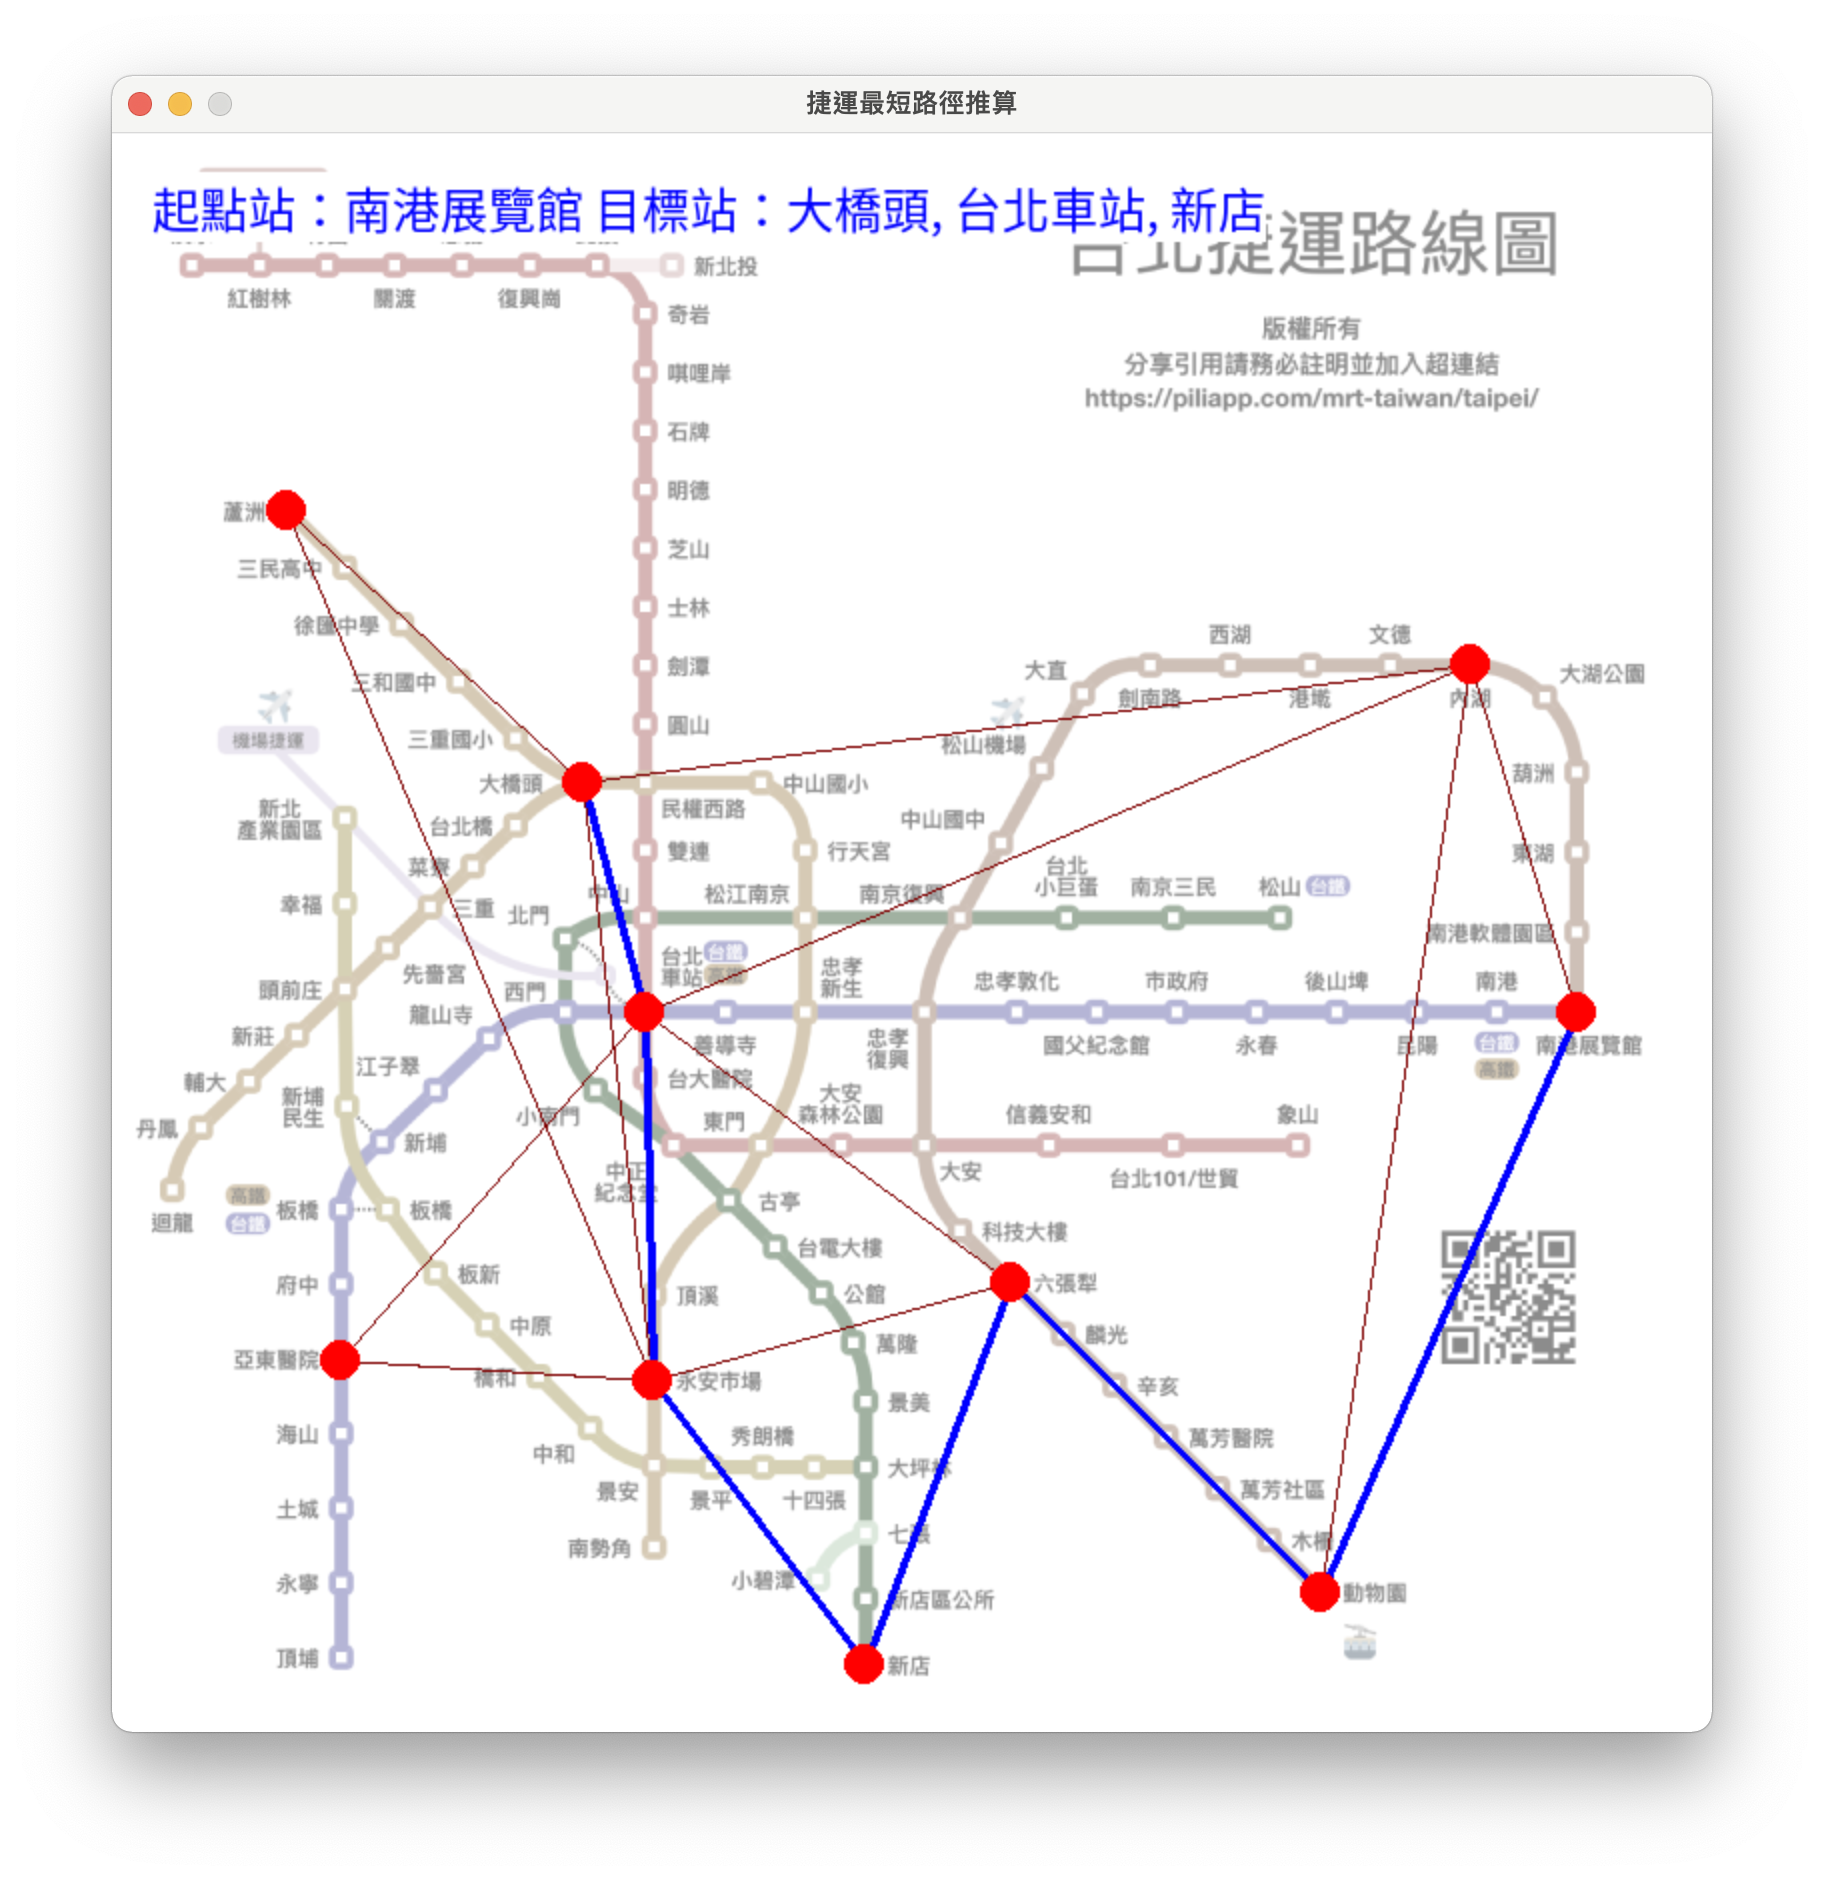 捷運最短路徑推算
起點站：南港展覽館 目標站：大橋頭, 台北車站, 新店
台北捷運路線圖
新北投
紅樹林
關渡
復興崗
奇岩
版權所有
分享引用請務必註明並加入超連結
https://piliapp.com/mrt-taiwan/taipei/
唭哩岸
石牌
明德
蘆洲
芝山
三民高中
士林
徐匯中學
西湖
文德
劍潭
大直
大湖公園
三和國中
劍南路
港墘
內湖
圓山
三重國小
機場捷運
松山機場
葫洲
大橋頭
中山國小
新北
產業園區
民權西路
台北橋
中山國中
雙連
行天宮
東湖
菜寮
台北
小巨蛋
南京三民
松山
台鐵
中山
松江南京
南京復興
幸福
三重
北門
南港軟體園區
台北
車站
台鐵
高鐵
先嗇宮
忠孝
新生
忠孝敦化
市政府
後山埤
南港
頭前庄
西門
龍山寺
新莊
善導寺
忠孝
復興
國父紀念館
永春
昆陽
台鐵
高鐵
南港展覽館
江子翠
輔大
台大醫院
新埔
民生
小南門
東門
大安
森林公園
信義安和
象山
丹鳳
新埔
中正
紀念堂
大安
台北101/世貿
高鐵
台鐵
板橋
板橋
古亭
迴龍
科技大樓
台電大樓
板新
府中
頂溪
公館
六張犁
中原
麟光
萬隆
亞東醫院
橋和
永安市場
辛亥
景美
海山
中和
秀朗橋
萬芳醫院
大坪林
景安
景平
十四張
萬芳社區
土城
七張
木柵
南勢角
永寧
小碧潭
新店區公所
動物園
頂埔
新店